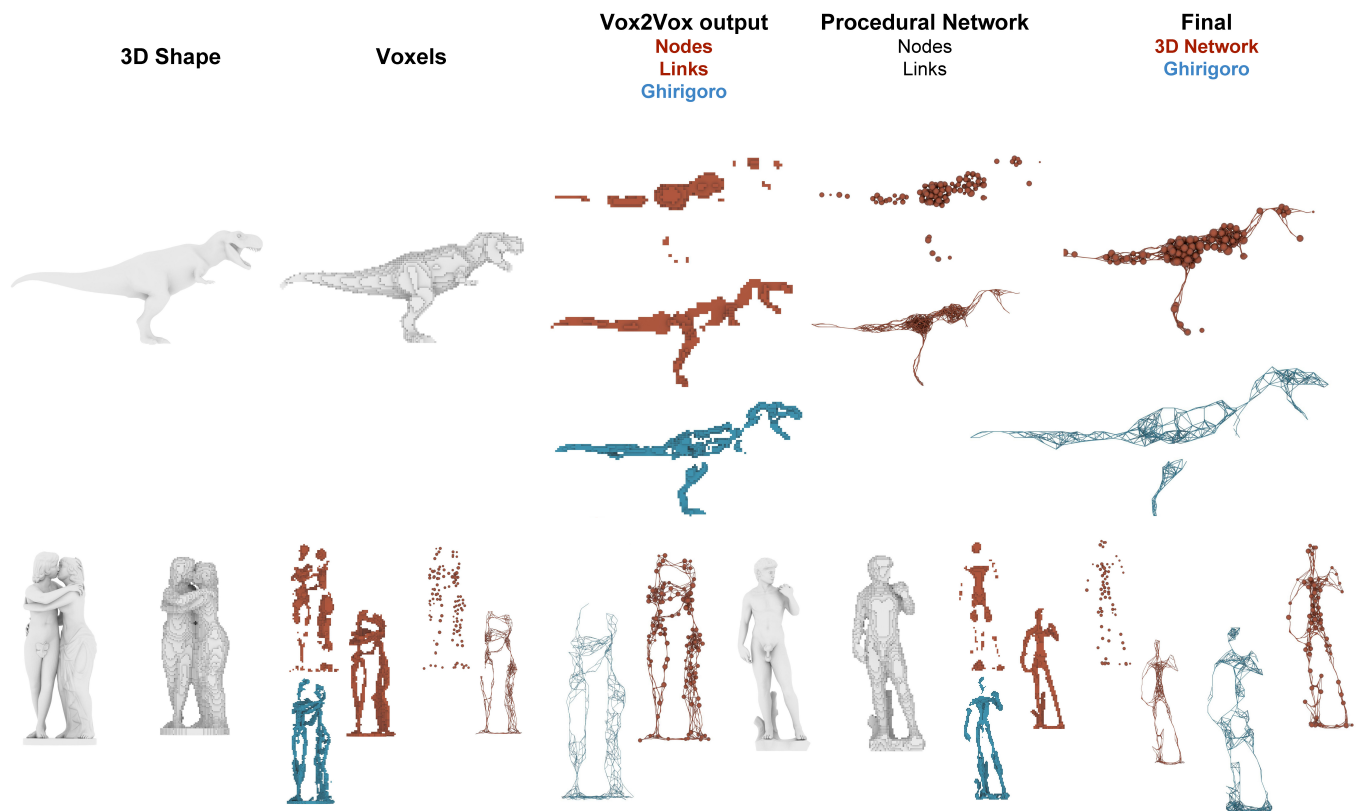 3D Shape
Voxels
Vox2Vox output
Nodes
Links
Ghirigoro
Procedural Network
Nodes
Links
Final
3D Network
Ghirigoro